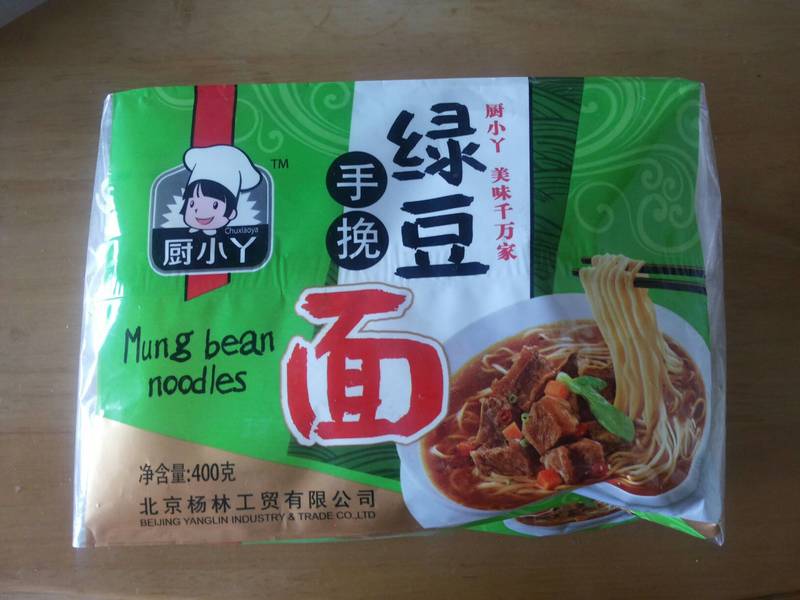 厨小丫 美味千万家
绿豆
手挽
面
TM
Chuxiaoya
厨小丫
Mung bean
noodles
净含量:400克
北京杨林工贸有限公司
BEIJING YANGLIN INDUSTRY & TRADE CO.,LTD